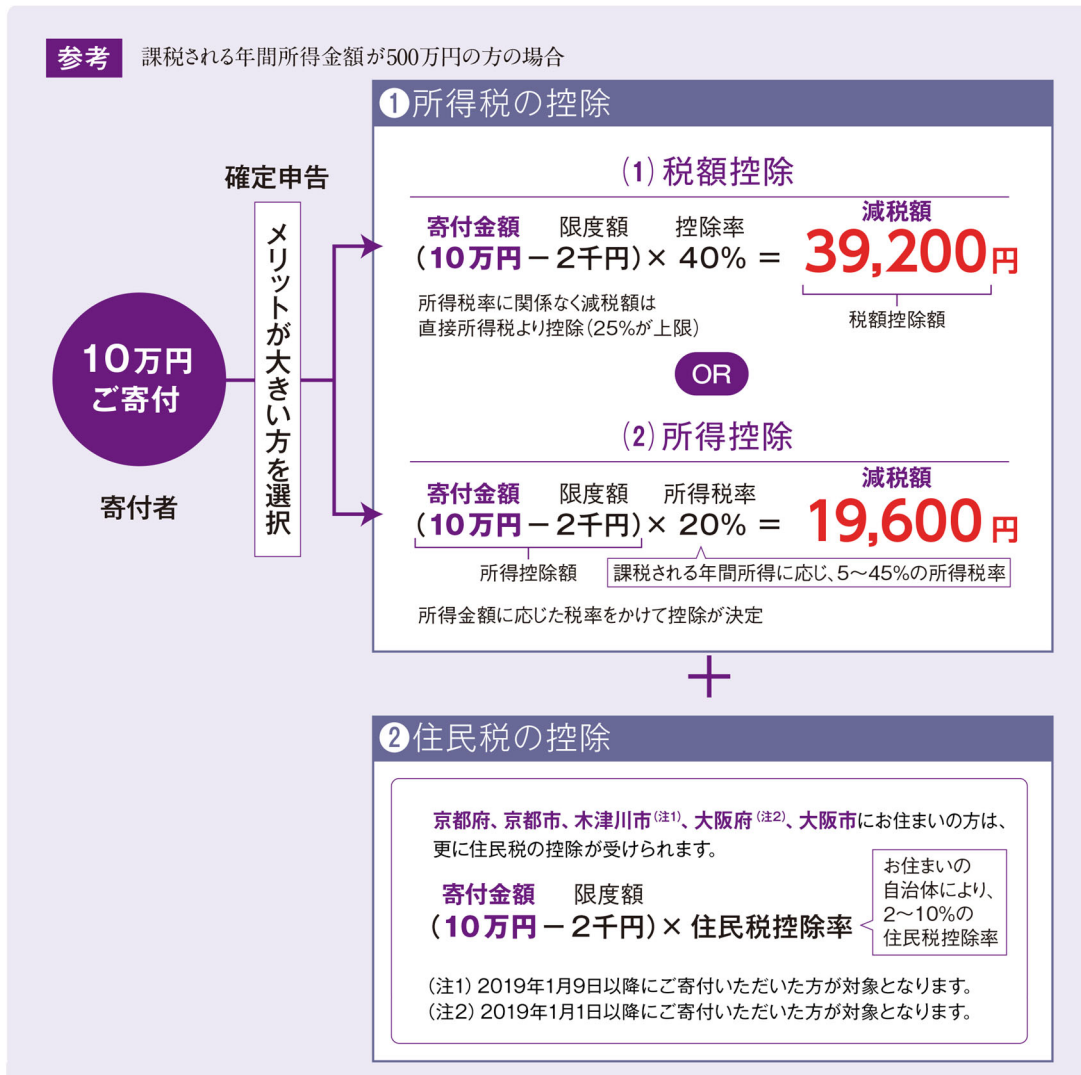 参考 課税される年間所得金額が500万円の方の場合
確定申告
メリットが大きい方を選択
10万円
ご寄付
寄付者
❶所得税の控除
(1)税額控除
寄付金額 限度額 控除率 減税額
(10万円－2千円)× 40% = 39,200円
所得税率に関係なく減税額は
直接所得税より控除(25%が上限)
税額控除額
OR
(2)所得控除
寄付金額 限度額 所得税率 減税額
(10万円－2千円)× 20% = 19,600円
所得控除額
課税される年間所得に応じ、5〜45%の所得税率
所得金額に応じた税率をかけて控除が決定
＋
❷住民税の控除
京都府、京都市、木津川市(注1)、大阪府(注2)、大阪市にお住まいの方は、
更に住民税の控除が受けられます。
寄付金額 限度額
(10万円－2千円)× 住民税控除率
お住まいの
自治体により、
2〜10%の
住民税控除率
(注1) 2019年1月9日以降にご寄付いただいた方が対象となります。
(注2) 2019年1月1日以降にご寄付いただいた方が対象となります。